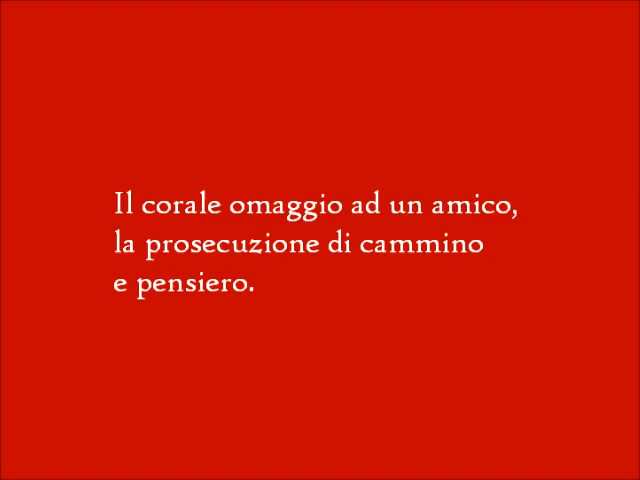 Il corale omaggio ad un amico,
la prosecuzione di cammino
e pensiero.